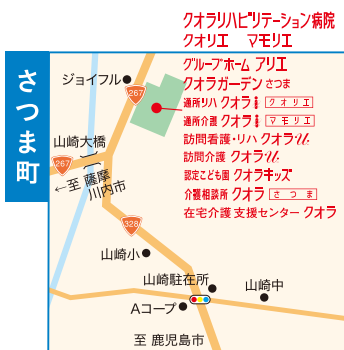 クオラリハビリテーション病院
クオリエ　マモリエ
グループホーム アリエ
クオラガーデン さつま
通所リハ クオラ クオリエ
通所介護 クオラ マモリエ
訪問看護・リハ クオラ
訪問介護 クオラ
認定こども園 クオラキッズ
介護相談所 クオラ さつま
在宅介護支援センター クオラ
さつま町
ジョイフル
267
山崎大橋
267
←至 薩摩
川内市
328
山崎小
山崎駐在所
山崎中
Aコープ
至 鹿児島市